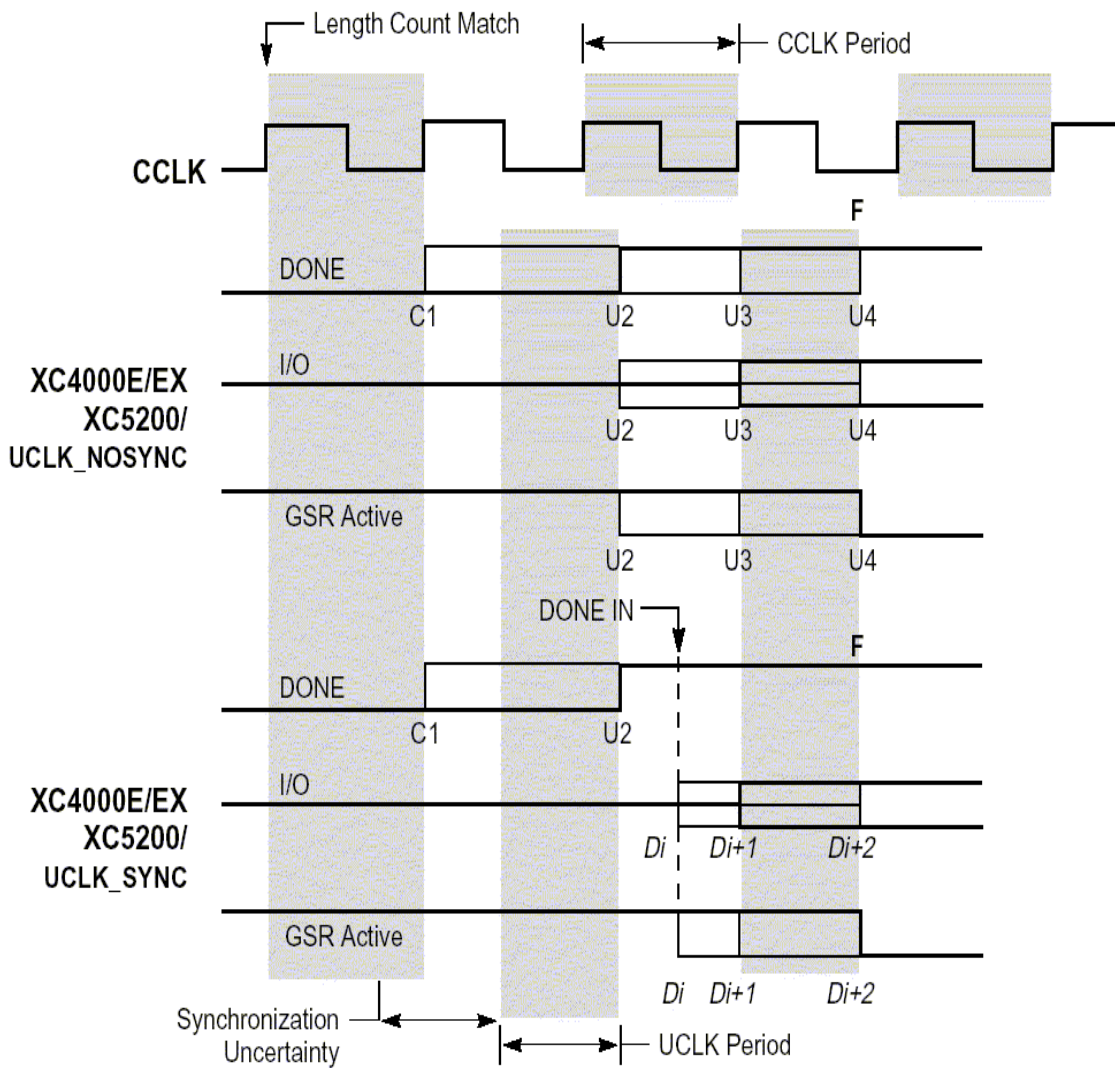 Length Count Match
CCLK Period
CCLK
F
DONE
C1 U2 U3 U4
I/O
XC4000E/EX
XC5200/
UCLK_NOSYNC
U2 U3 U4
GSR Active
U2 U3 U4
DONE IN
F
DONE
C1 U2
I/O
XC4000E/EX
XC5200/
UCLK_SYNC
Di Di+1 Di+2
GSR Active
Di Di+1 Di+2
Synchronization
Uncertainty
UCLK Period